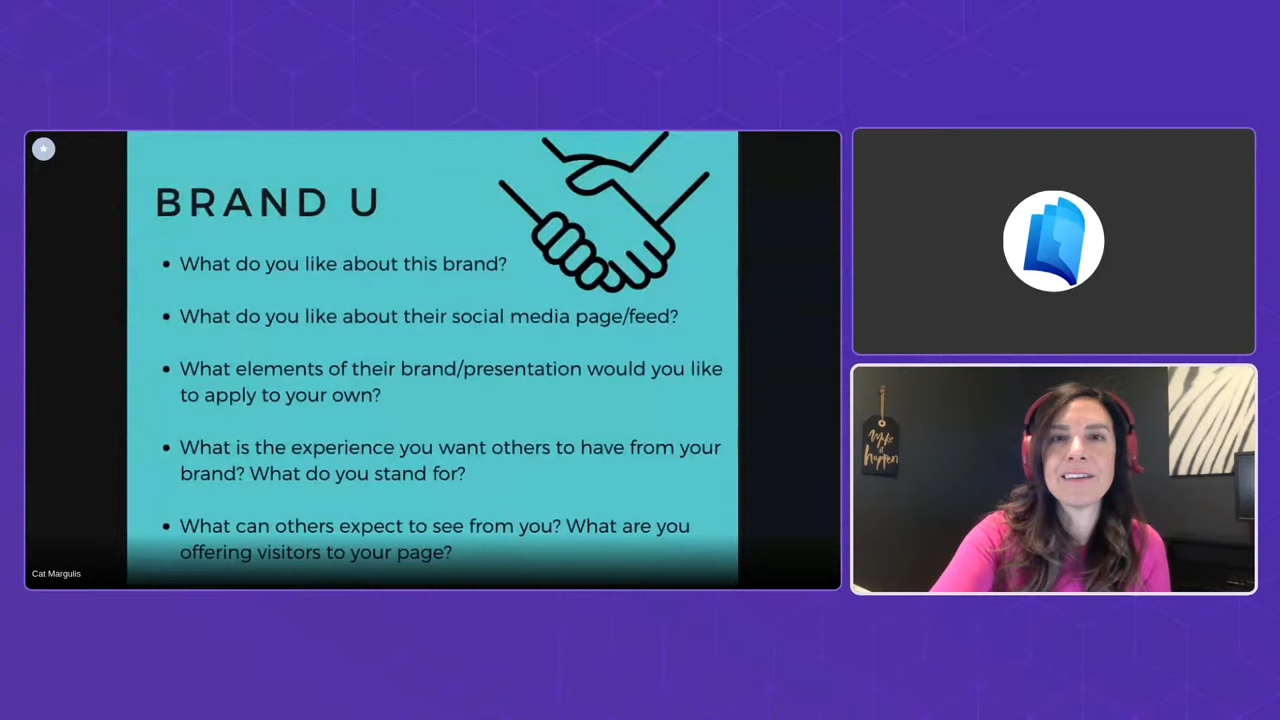 BRAND U
• What do you like about this brand?
• What do you like about their social media page/feed?
• What elements of their brand/presentation would you like
to apply to your own?
• What is the experience you want others to have from your
brand? What do you stand for?
• What can others expect to see from you? What are you
offering visitors to your page?
Cat Margulis
Make
it
happen